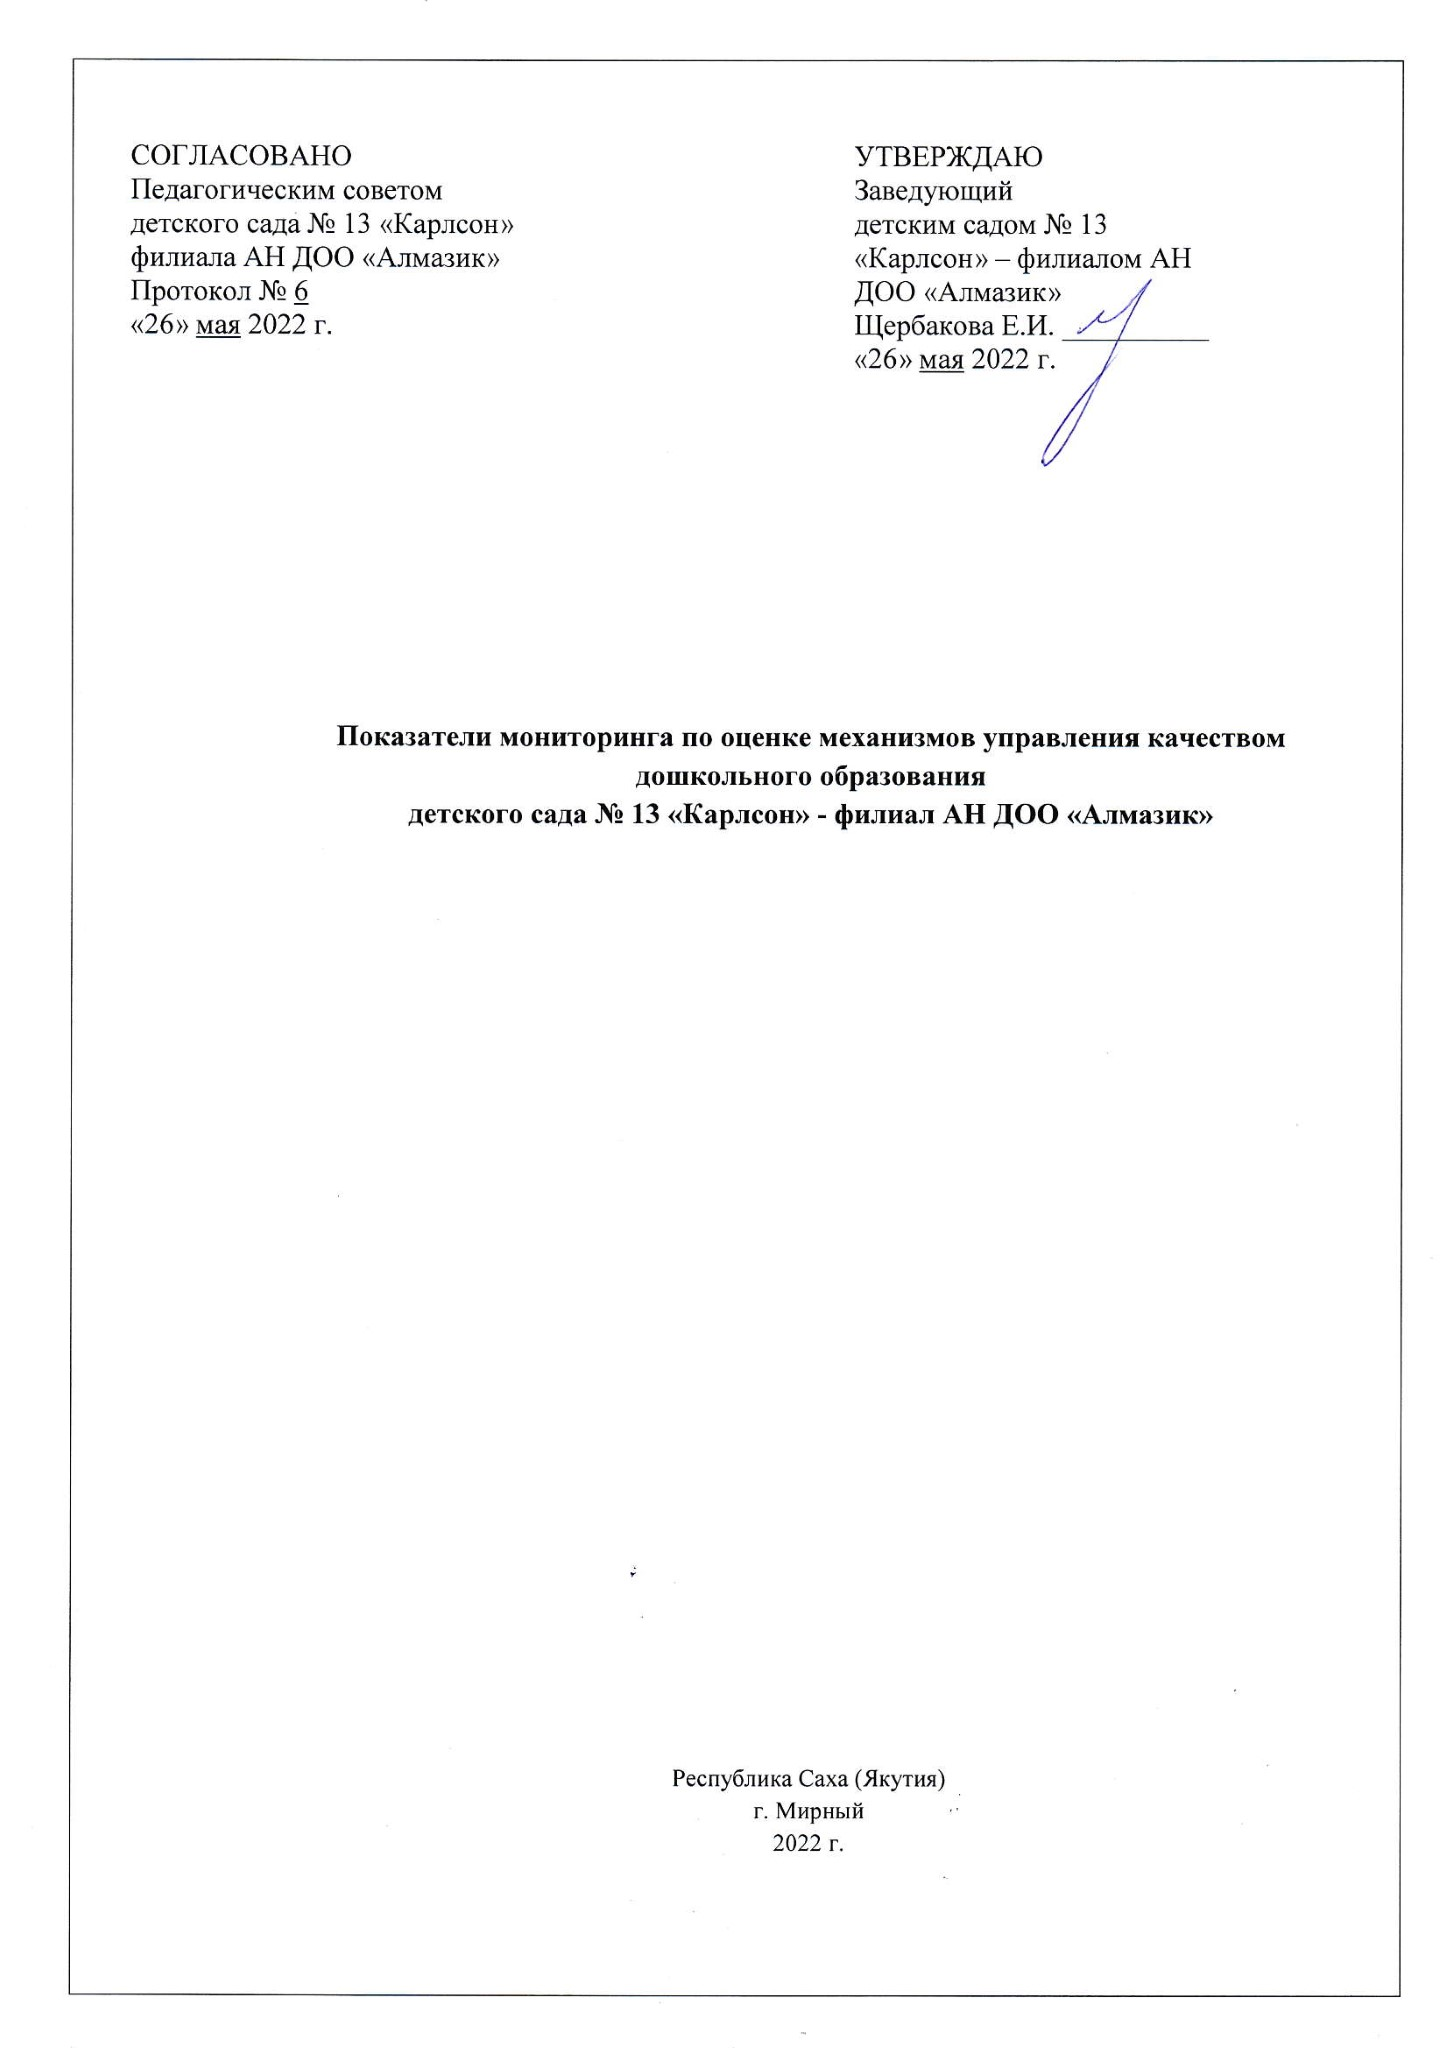 СОГЛАСОВАНО
Педагогическим советом
детского сада № 13 «Карлсон»
филиала АН ДОО «Алмазик»
Протокол № 6
«26» мая 2022 г.
УТВЕРЖДАЮ
Заведующий
детским садом № 13
«Карлсон» – филиалом АН
ДОО «Алмазик»
Щербакова Е.И. ___________
«26» мая 2022 г.
Показатели мониторинга по оценке механизмов управления качеством
дошкольного образования
детского сада № 13 «Карлсон» - филиал АН ДОО «Алмазик»
Республика Саха (Якутия)
г. Мирный
2022 г.